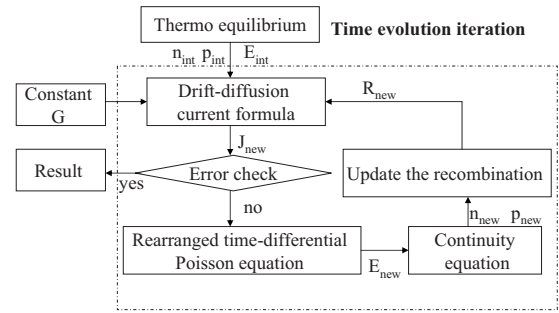 Thermo equilibrium
Time evolution iteration
n_int p_int E_int
Constant
G
Drift-diffusion
current formula
R_new
J_new
Result
yes
Error check
Update the recombination
no
n_new p_new
Rearranged time-differential
Poisson equation
E_new
Continuity
equation